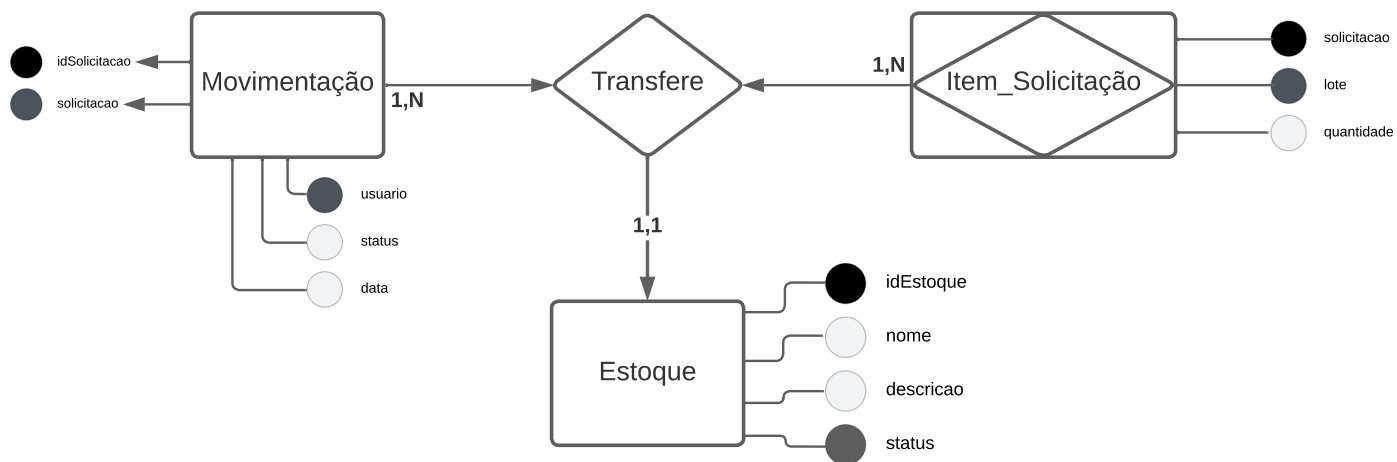 idSolicitacao
solicitacao
Movimentação
1,N
usuario
status
data
Transfere
1,N
Item_Solicitação
solicitacao
lote
quantidade
1,1
Estoque
idEstoque
nome
descricao
status